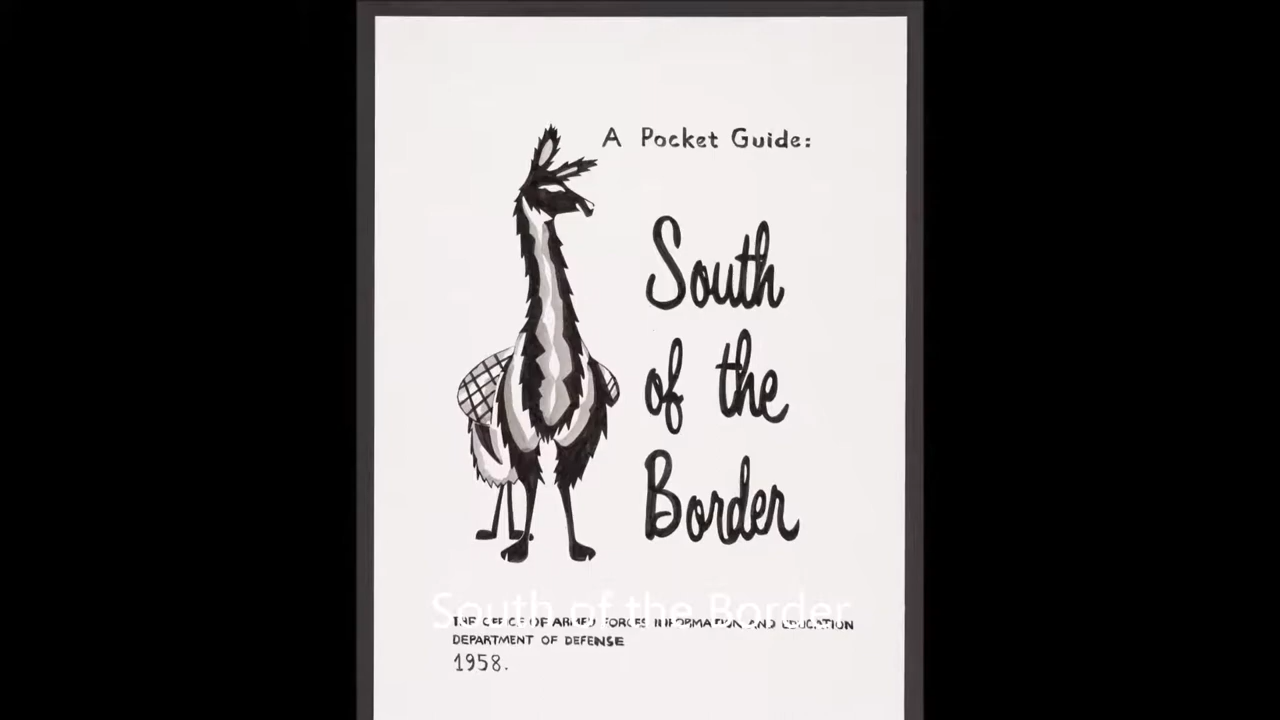 A Pocket Guide:
South
of the
Border
South of the Border
THE OFFICE OF ARMED FORCES INFORMATION AND EDUCATION
DEPARTMENT OF DEFENSE
1958.